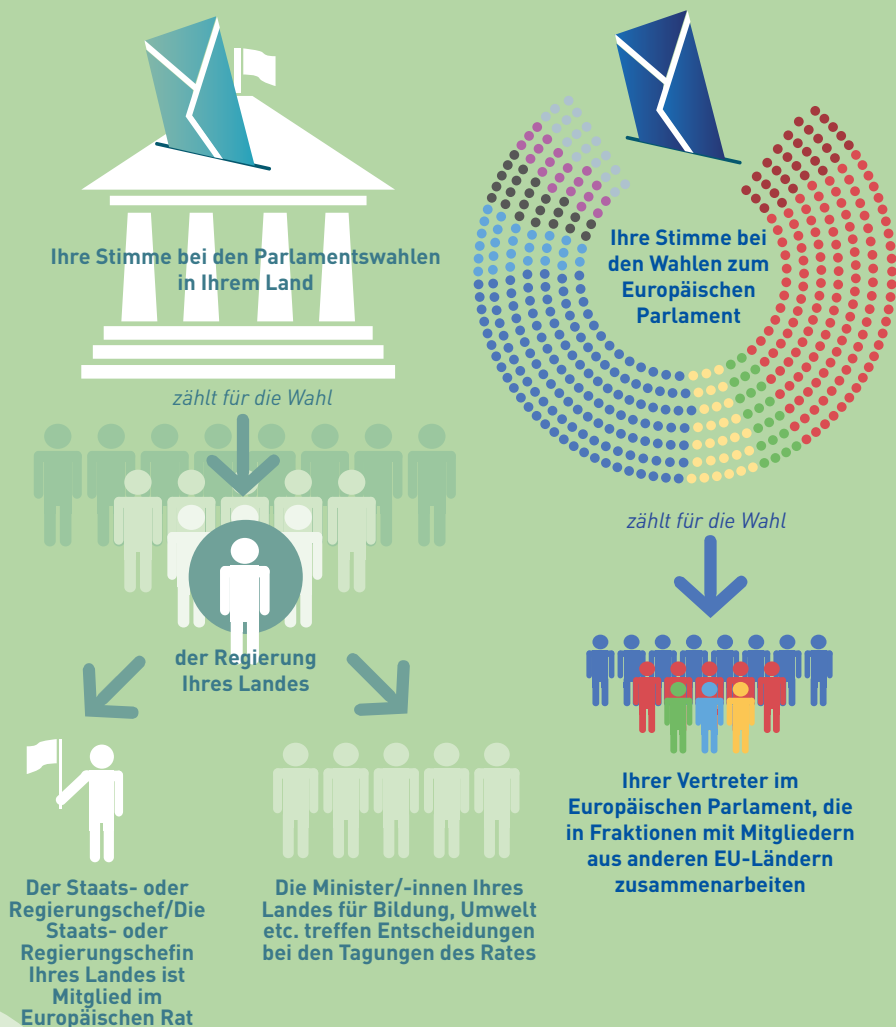 Ihre Stimme bei den Parlamentswahlen
in Ihrem Land
zählt für die Wahl
der Regierung
Ihres Landes
Der Staats- oder
Regierungschef/Die
Staats- oder
Regierungschefin
Ihres Landes ist
Mitglied im
Europäischen Rat
Die Minister/-innen Ihres
Landes für Bildung, Umwelt
etc. treffen Entscheidungen
bei den Tagungen des Rates
Ihre Stimme bei
den Wahlen zum
Europäischen
Parlament
zählt für die Wahl
Ihrer Vertreter im
Europäischen Parlament, die
in Fraktionen mit Mitgliedern
aus anderen EU-Ländern
zusammenarbeiten